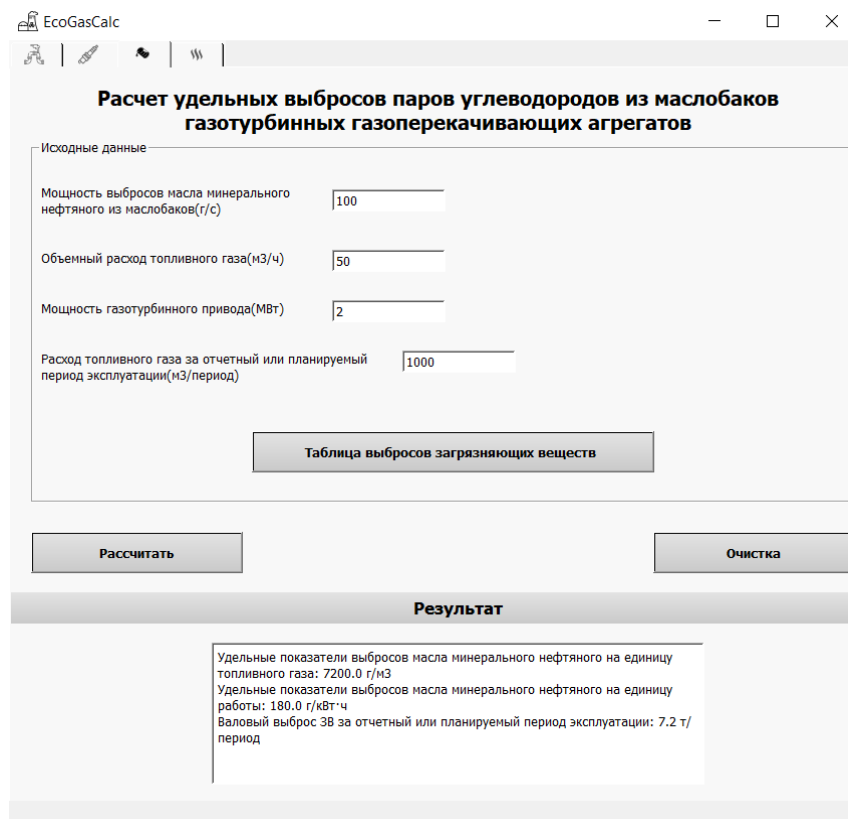 EcoGasCalc
Расчет удельных выбросов паров углеводородов из маслобаков
газотурбинных газоперекачивающих агрегатов
Исходные данные
Мощность выбросов масла минерального
нефтяного из маслобаков(г/с)
100
Объемный расход топливного газа(м3/ч)
50
Мощность газотурбинного привода(МВт)
2
Расход топливного газа за отчетный или планируемый
период эксплуатации(м3/период)
1000
Таблица выбросов загрязняющих веществ
Рассчитать
Очистка
Результат
Удельные показатели выбросов масла минерального нефтяного на единицу
топливного газа: 7200.0 г/м3
Удельные показатели выбросов масла минерального нефтяного на единицу
работы: 180.0 г/кВт·ч
Валовый выброс ЗВ за отчетный или планируемый период эксплуатации: 7.2 т/
период